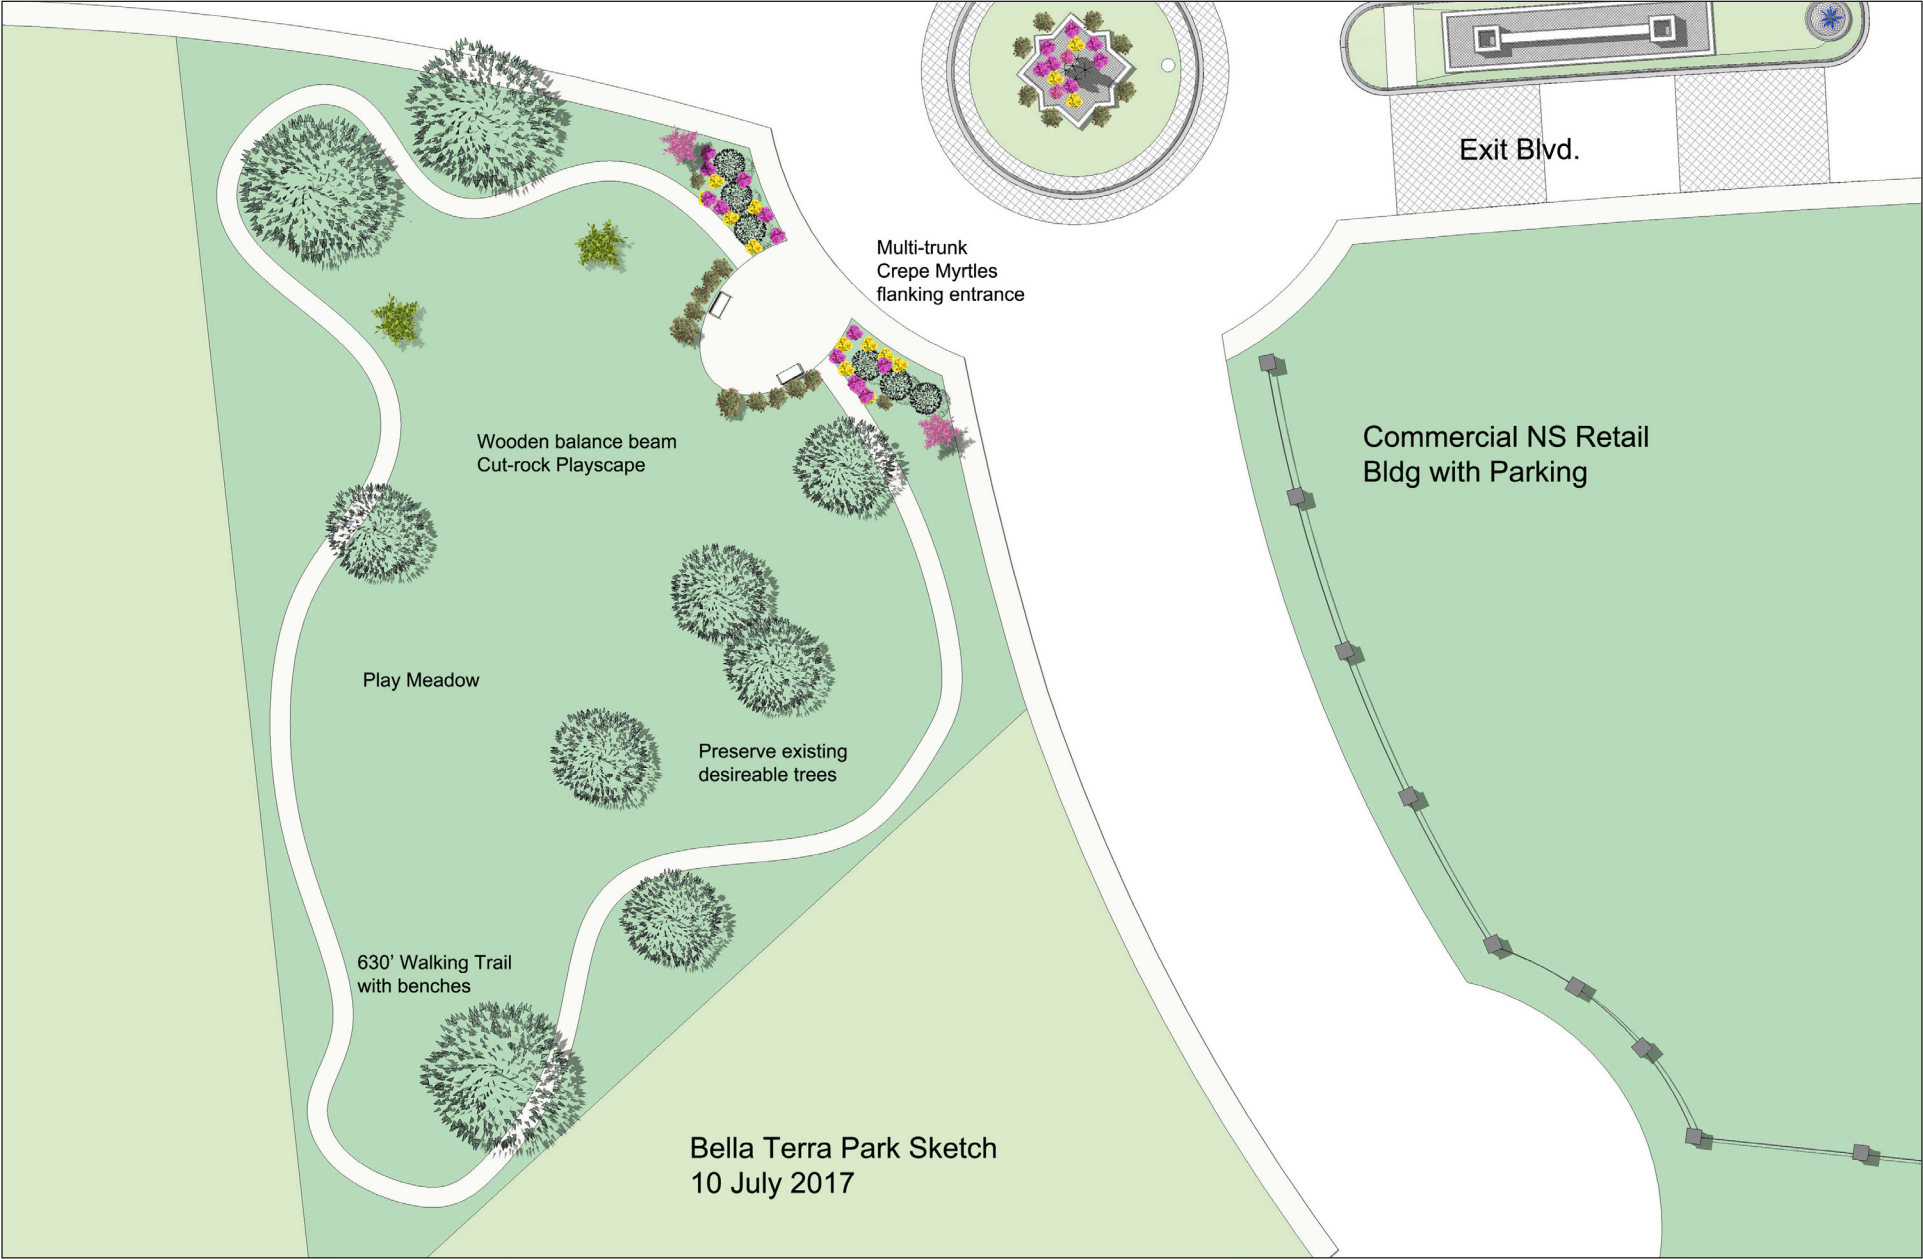 Exit Blvd.
Multi-trunk
Crepe Myrtles
flanking entrance
Commercial NS Retail
Bldg with Parking
Wooden balance beam
Cut-rock Playscape
Play Meadow
Preserve existing
desireable trees
630' Walking Trail
with benches
Bella Terra Park Sketch
10 July 2017